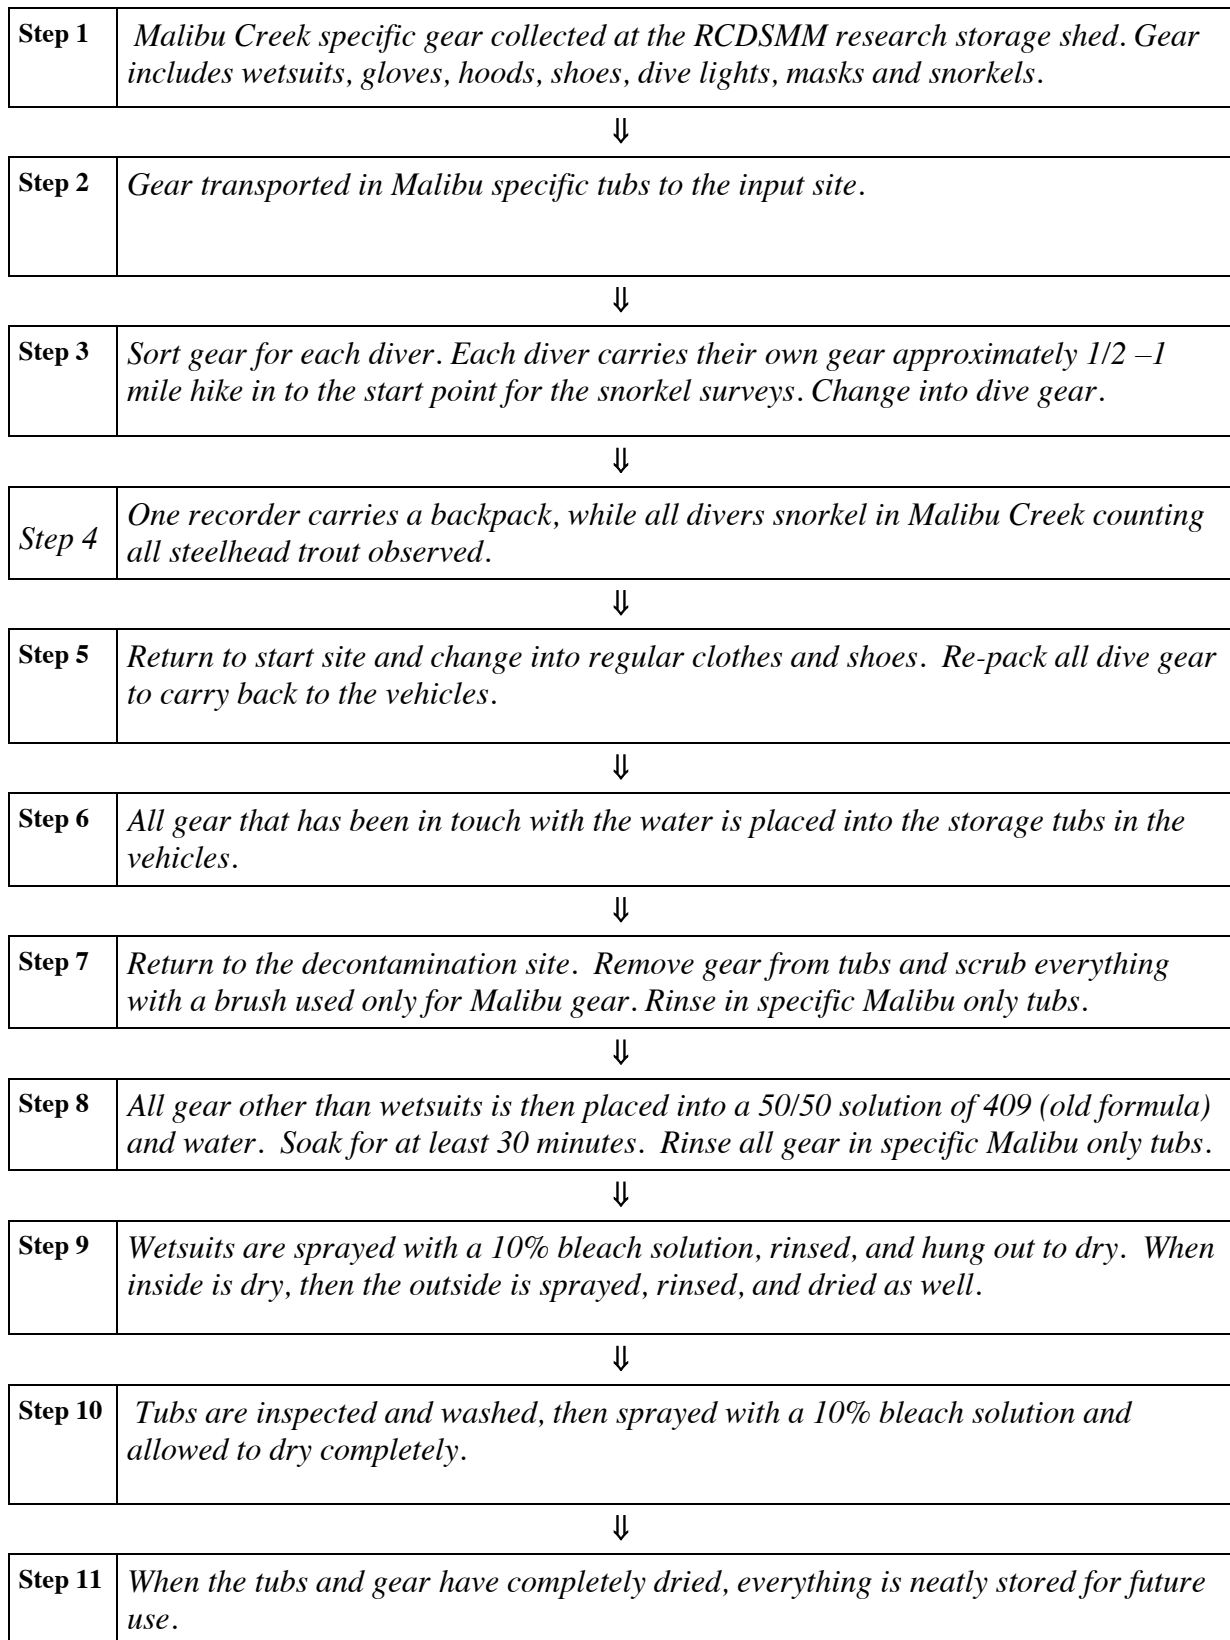 Step 1 Malibu Creek specific gear collected at the RCDSMM research storage shed. Gear
includes wetsuits, gloves, hoods, shoes, dive lights, masks and snorkels.
⇓
Step 2 Gear transported in Malibu specific tubs to the input site.
⇓
Step 3 Sort gear for each diver. Each diver carries their own gear approximately 1/2 –1
mile hike in to the start point for the snorkel surveys. Change into dive gear.
⇓
Step 4 One recorder carries a backpack, while all divers snorkel in Malibu Creek counting
all steelhead trout observed.
⇓
Step 5 Return to start site and change into regular clothes and shoes. Re-pack all dive gear
to carry back to the vehicles.
⇓
Step 6 All gear that has been in touch with the water is placed into the storage tubs in the
vehicles.
⇓
Step 7 Return to the decontamination site. Remove gear from tubs and scrub everything
with a brush used only for Malibu gear. Rinse in specific Malibu only tubs.
⇓
Step 8 All gear other than wetsuits is then placed into a 50/50 solution of 409 (old formula)
and water. Soak for at least 30 minutes. Rinse all gear in specific Malibu only tubs.
⇓
Step 9 Wetsuits are sprayed with a 10% bleach solution, rinsed, and hung out to dry. When
inside is dry, then the outside is sprayed, rinsed, and dried as well.
⇓
Step 10 Tubs are inspected and washed, then sprayed with a 10% bleach solution and
allowed to dry completely.
⇓
Step 11 When the tubs and gear have completely dried, everything is neatly stored for future
use.